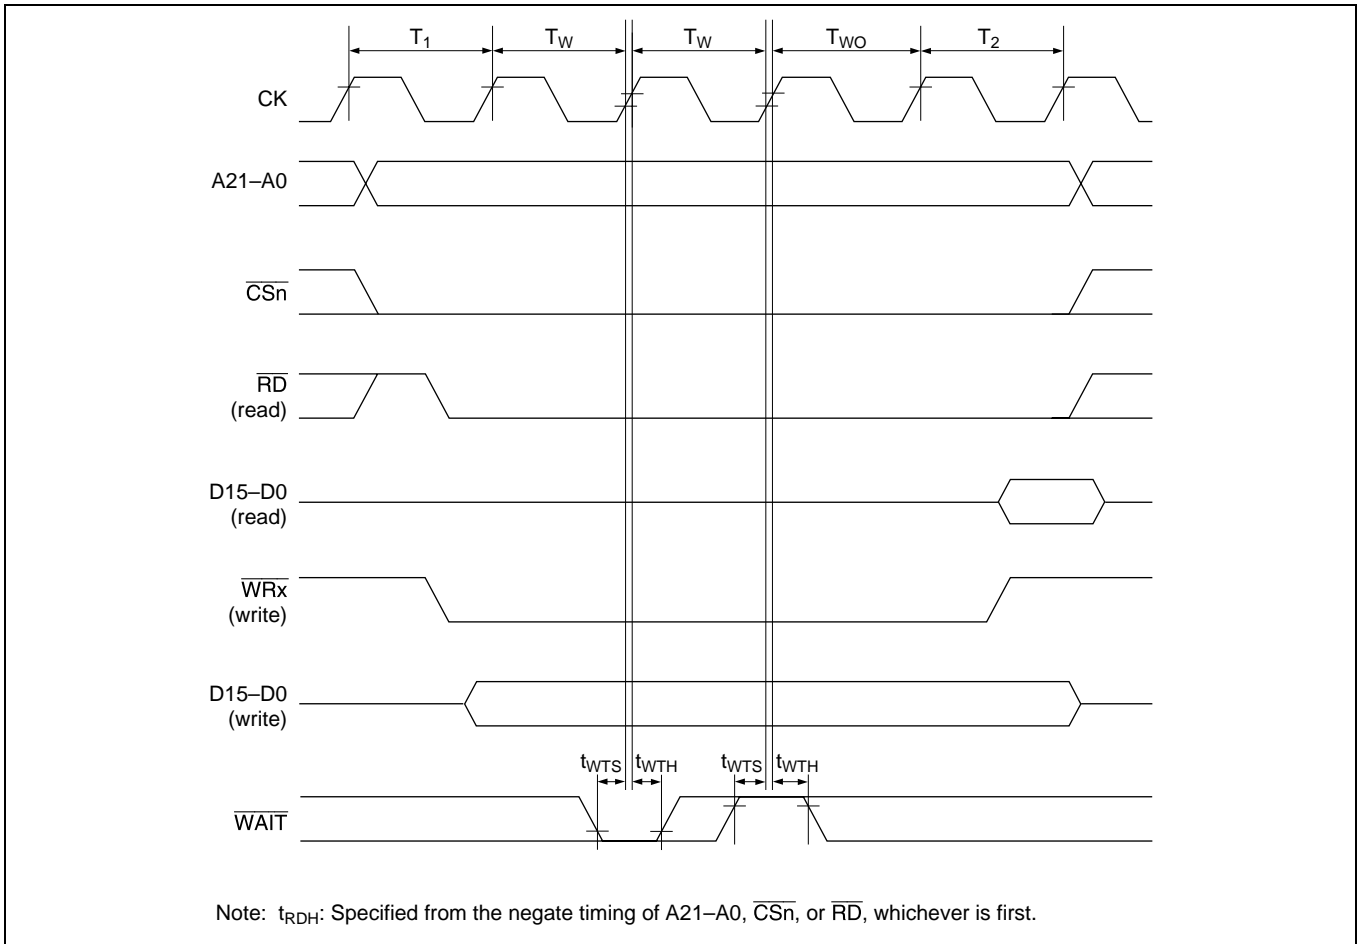 T1 TW TW TWO T2
CK
A21–A0
CSn
RD
(read)
D15–D0
(read)
WRx
(write)
D15–D0
(write)
tWTS tWTH tWTS tWTH
WAIT
Note: tRDH: Specified from the negate timing of A21–A0, CSn, or RD, whichever is first.